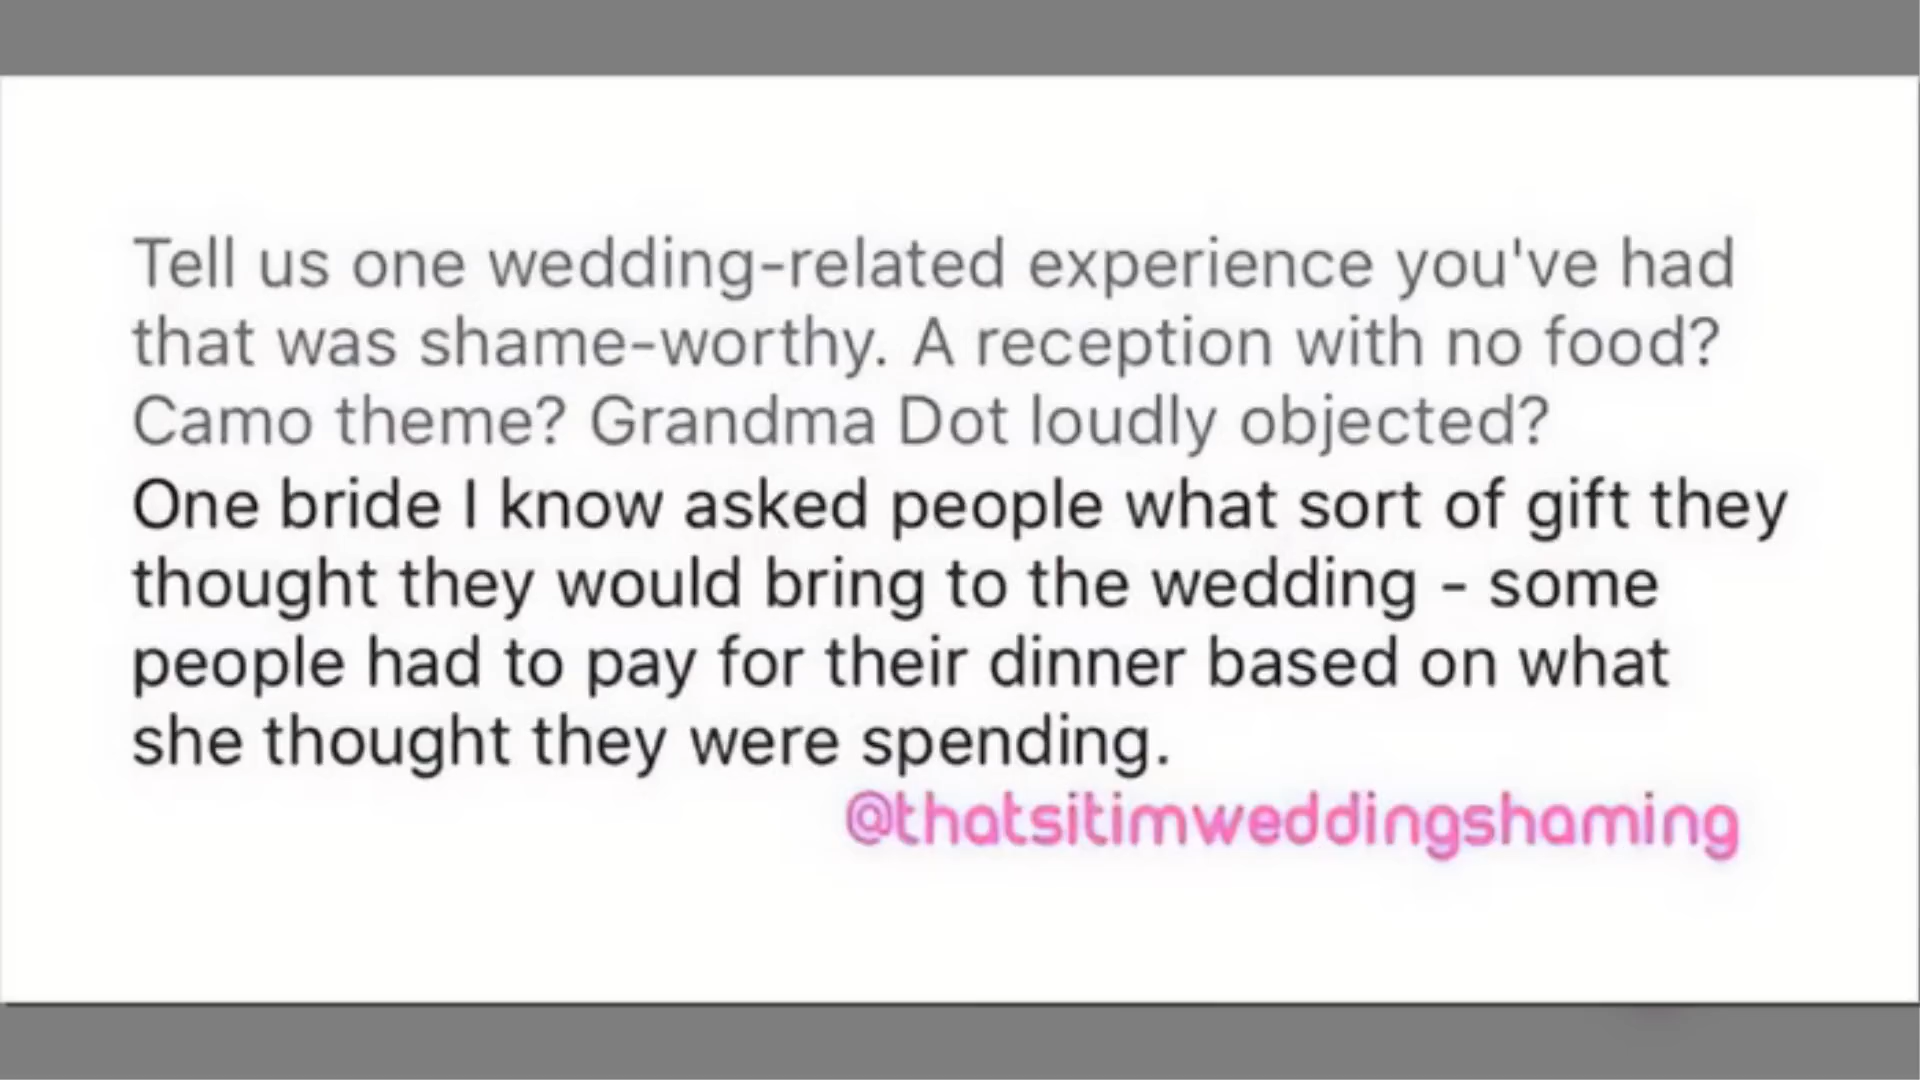 Tell us one wedding-related experience you've had
that was shame-worthy. A reception with no food?
Camo theme? Grandma Dot loudly objected?
One bride I know asked people what sort of gift they
thought they would bring to the wedding - some
people had to pay for their dinner based on what
she thought they were spending.
@thatsitimweddingshaming